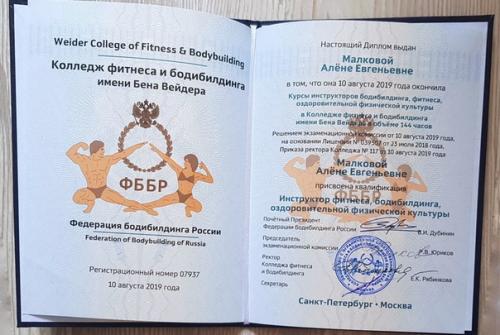 Weider College of Fitness & Bodybuilding
Колледж фитнеса и бодибилдинга
имени Бена Вейдера
ФББР
Федерация бодибилдинга России
Federation of Bodybuilding of Russia
Регистрационный номер 07937
10 августа 2019 года
Настоящий Диплом выдан
Малковой
Алёне Евгеньевне
в том, что она 10 августа 2019 года окончила
Курсы инструкторов бодибилдинга, фитнеса,
оздоровительной физической культуры
в Колледже фитнеса и бодибилдинга
имени Бена Вейдера в объёме 144 часов
Решением экзаменационной комиссии от 10 августа 2019 года,
на основании Лицензии № 039307 от 23 июля 2018 года,
Приказа ректора Колледжа № 117 от 10 августа 2019 года
Малковой
Алёне Евгеньевне
присвоена квалификация
Инструктор фитнеса, бодибилдинга,
оздоровительной физической культуры
Почётный Президент
Федерации бодибилдинга России
В.И. Дубинин
Председатель
экзаменационной комиссии
Юриков
Ректор
Колледжа фитнеса
и бодибилдинга
Е.К. Рябинкова
Секретарь
Санкт-Петербург • Москва